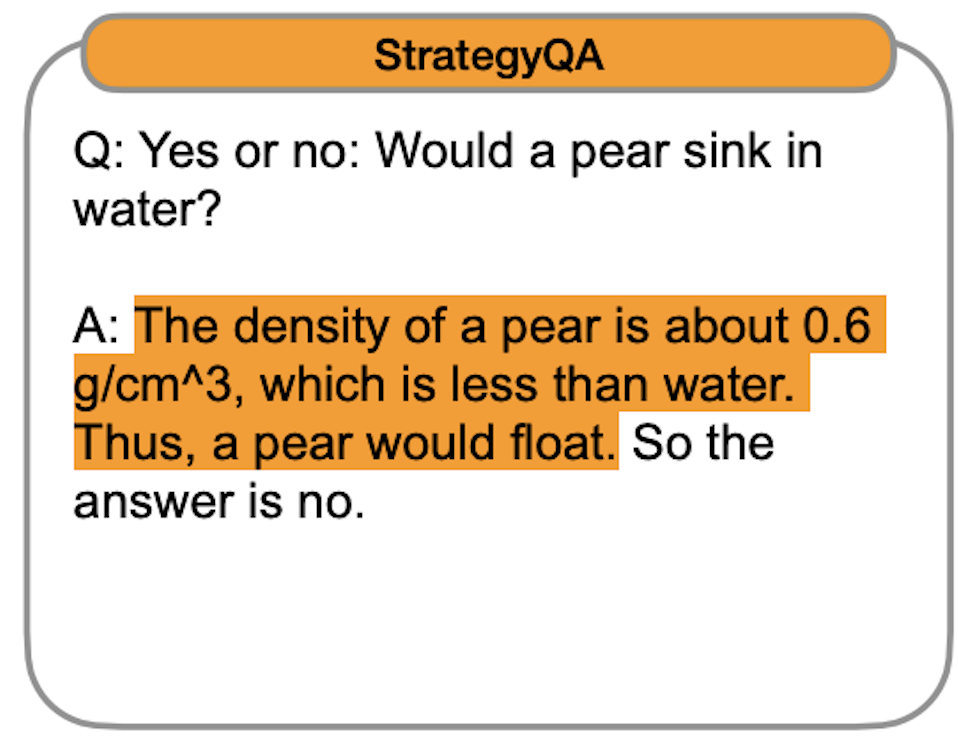 StrategyQA
Q: Yes or no: Would a pear sink in
water?
A: The density of a pear is about 0.6
g/cm^3, which is less than water.
Thus, a pear would float. So the
answer is no.